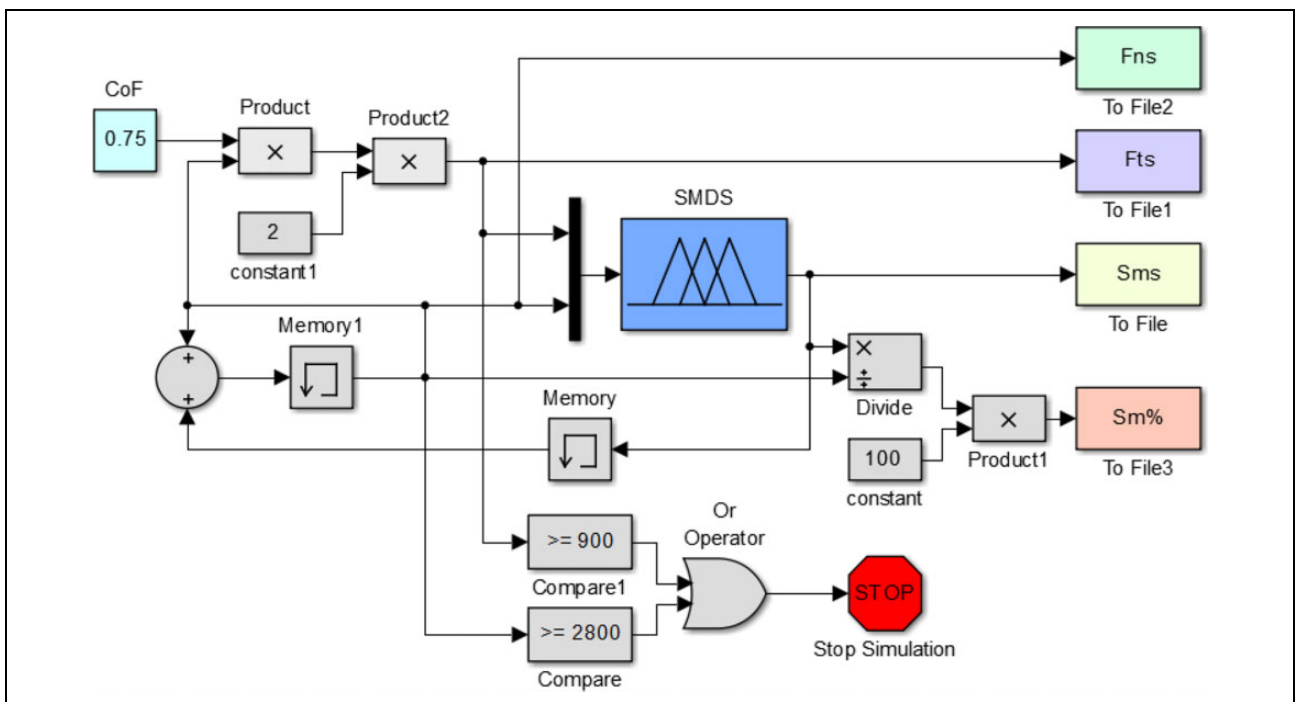 Fns
To File2
CoF
0.75
Product
×
Product2
×
Fts
To File1
2
constant1
SMDS
Sms
To File
+
+
Memory1
×
÷
Divide
Memory
100
constant
×
Product1
Sm%
To File3
>= 900
Compare1
Or
Operator
>= 2800
Compare
STOP
Stop Simulation